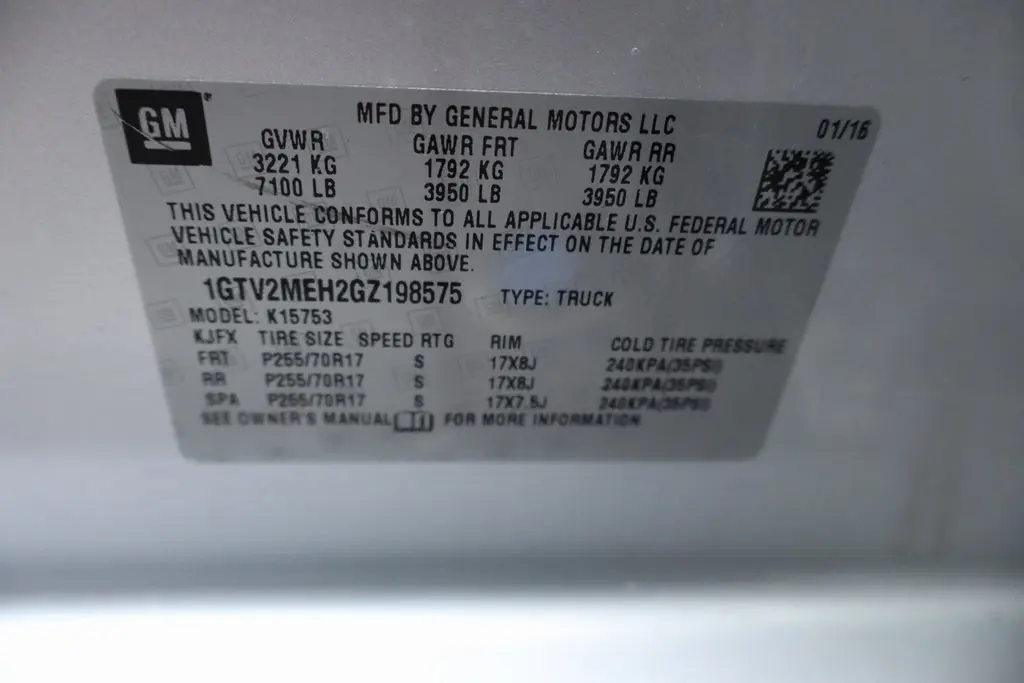 GM
MFD BY GENERAL MOTORS LLC 01/16
GVWR GAWR FRT GAWR RR
3221 KG 1792 KG 1792 KG
7100 LB 3950 LB 3950 LB
THIS VEHICLE CONFORMS TO ALL APPLICABLE U.S. FEDERAL MOTOR
VEHICLE SAFETY STANDARDS IN EFFECT ON THE DATE OF
MANUFACTURE SHOWN ABOVE.
1GTV2MEH2GZ198575 TYPE: TRUCK
MODEL: K15753
KJFX TIRE SIZE SPEED RTG RIM COLD TIRE PRESSURE
FRT P255/70R17 S 17X8J 240KPA(35PSI)
RR P255/70R17 S 17X8J 240KPA(35PSI)
SPA P255/70R17 S 17X7.5J 240KPA(35PSI)
SEE OWNER'S MANUAL FOR MORE INFORMATION